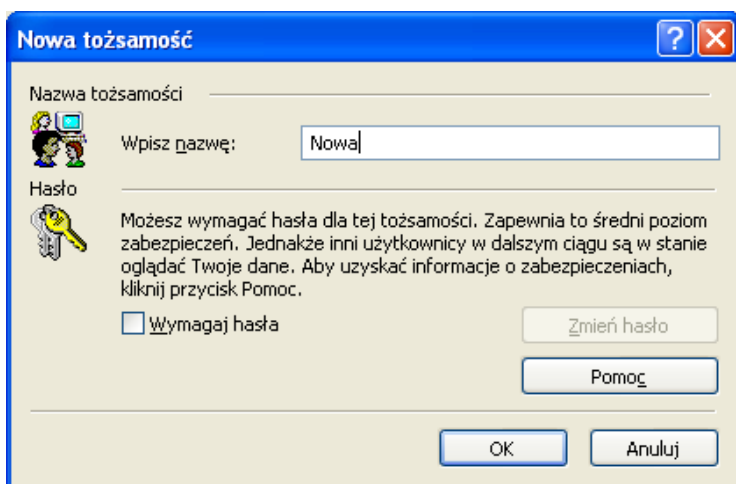 Nowa tożsamość
Nazwa tożsamości
Wpisz nazwę: Nowa
Hasło
Możesz wymagać hasła dla tej tożsamości. Zapewnia to średni poziom
zabezpieczeń. Jednakże inni użytkownicy w dalszym ciągu są w stanie
oglądać Twoje dane. Aby uzyskać informacje o zabezpieczeniach,
kliknij przycisk Pomoc.
Wymagaj hasła
Zmień hasło
Pomoc
OK Anuluj